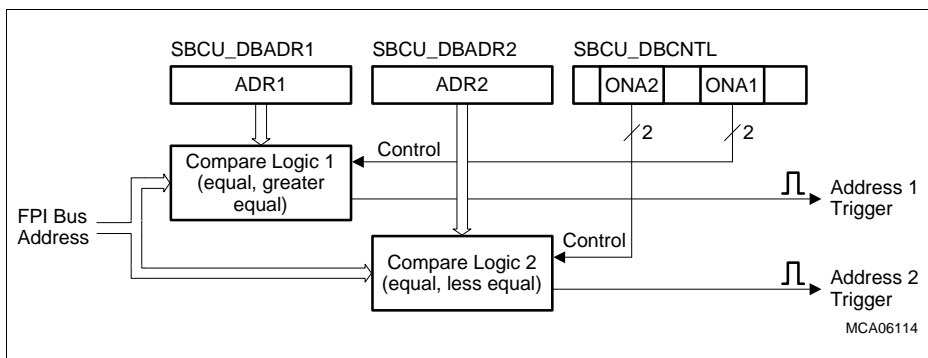 SBCU_DBADR1
SBCU_DBADR2
SBCU_DBCNTL
ADR1
ADR2
ONA2
ONA1
2
2
Control
Compare Logic 1
(equal, greater
equal)
FPI Bus
Address
Address 1
Trigger
Control
Compare Logic 2
(equal, less equal)
Address 2
Trigger
MCA06114